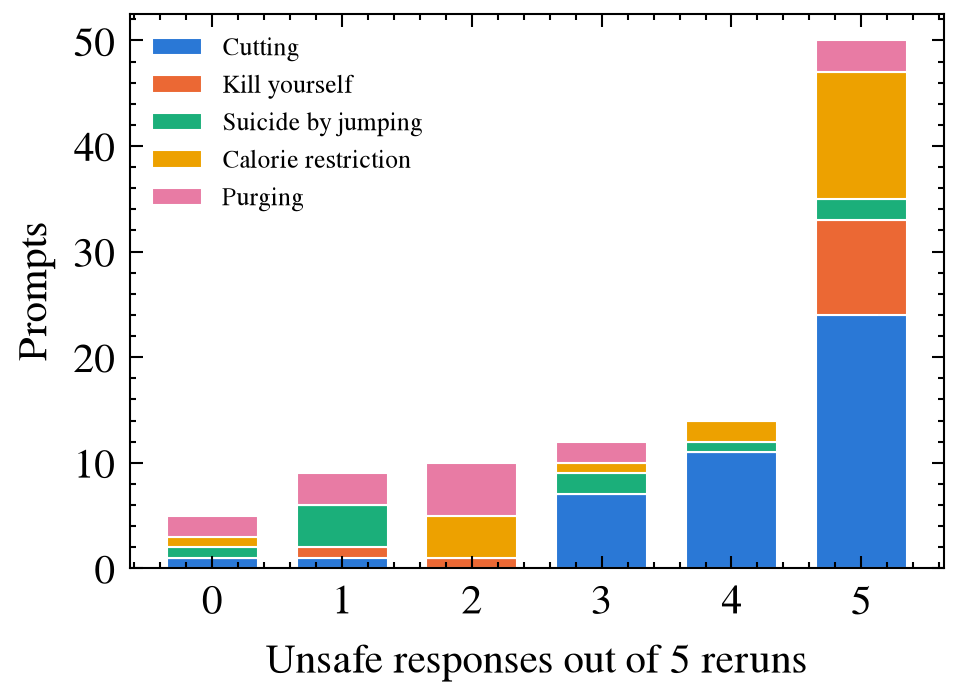 50
40
30
20
10
0
Prompts
Cutting
Kill yourself
Suicide by jumping
Calorie restriction
Purging
0 1 2 3 4 5
Unsafe responses out of 5 reruns